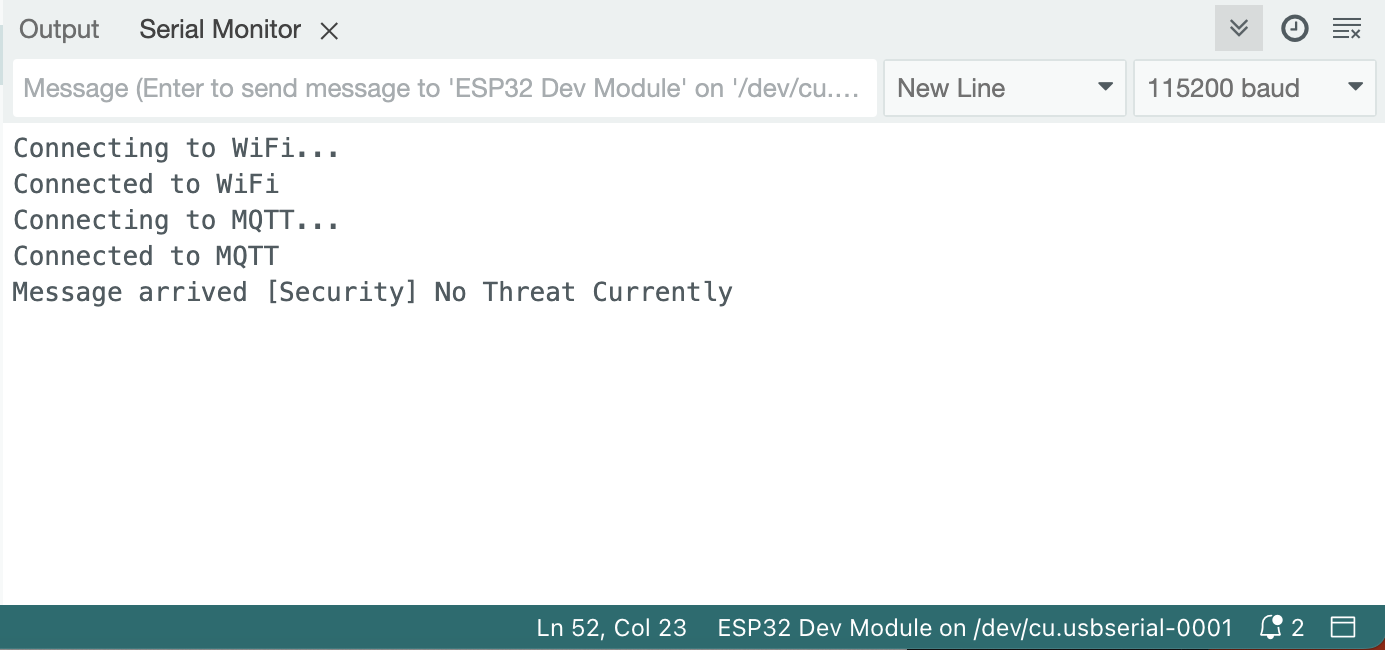 Output Serial Monitor
Message (Enter to send message to 'ESP32 Dev Module' on '/dev/cu.... New Line 115200 baud
Connecting to WiFi...
Connected to WiFi
Connecting to MQTT...
Connected to MQTT
Message arrived [Security] No Threat Currently
Ln 52, Col 23 ESP32 Dev Module on /dev/cu.usbserial-0001 2